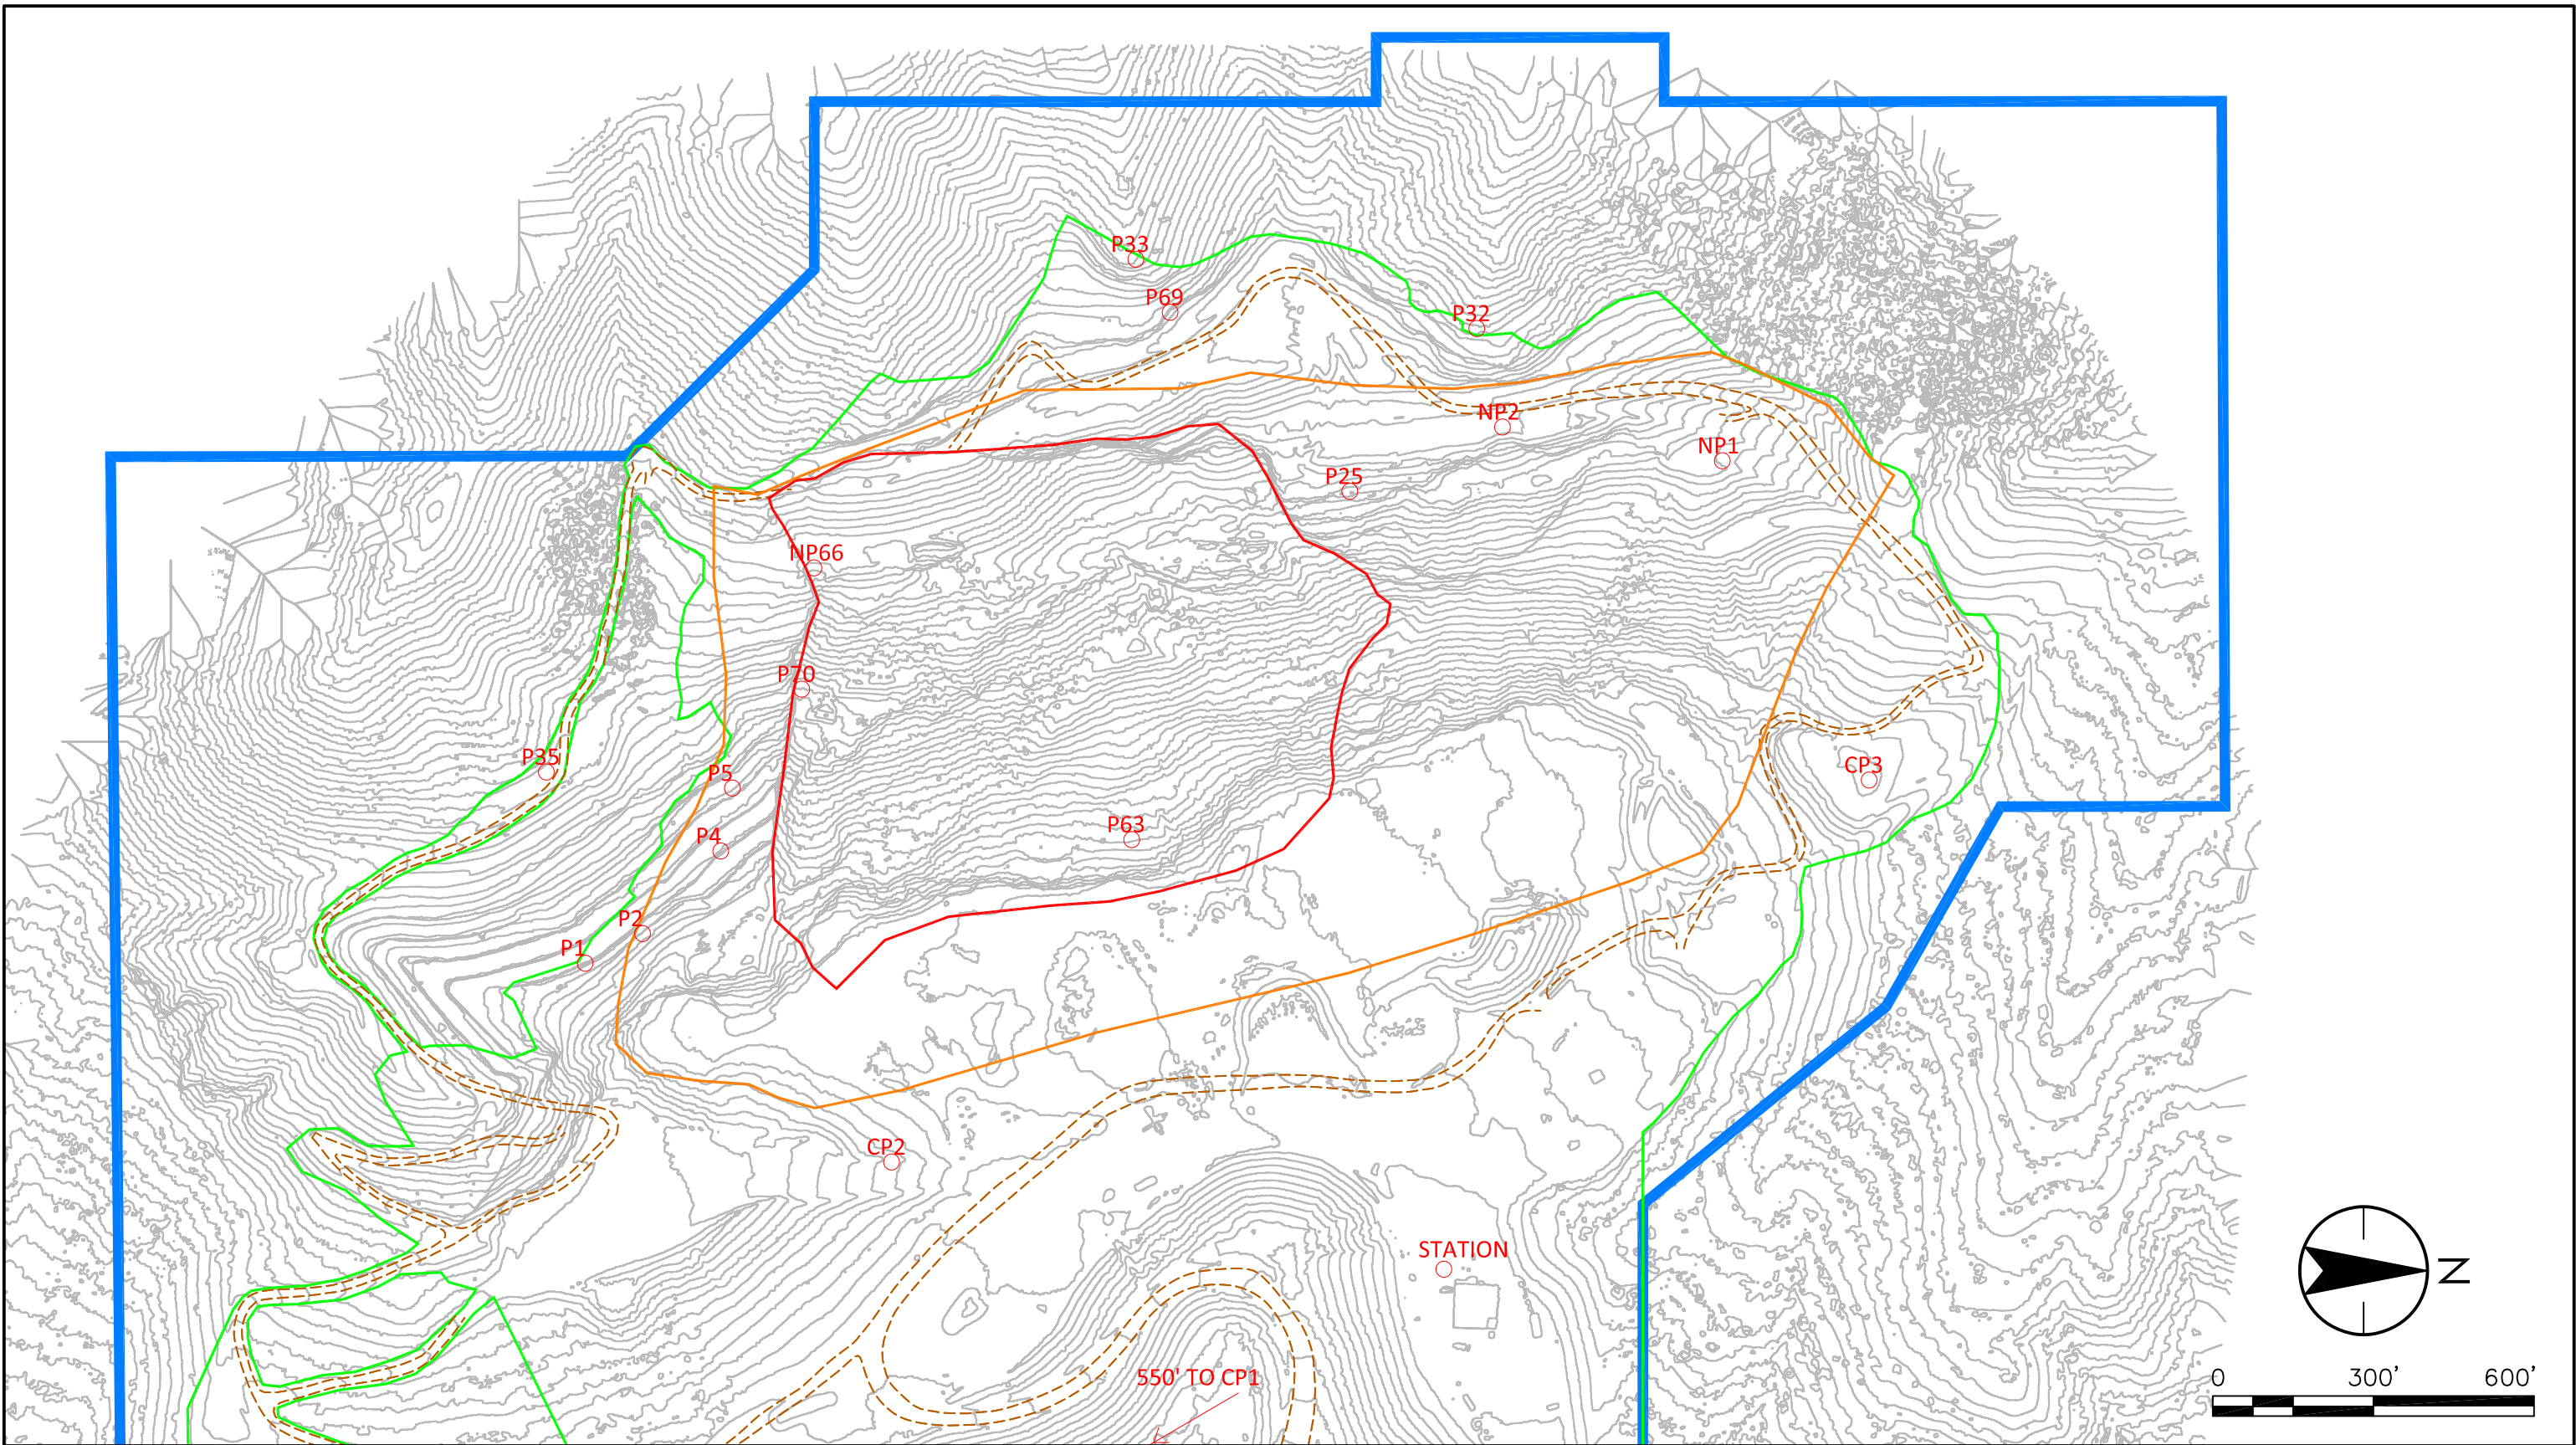 P33
P69
P32
NP2
NP1
P25
NP66
P70
P35
P5
CP3
P4
P63
P2
P1
CP2
STATION
N
550' TO CP1
0 300' 600'